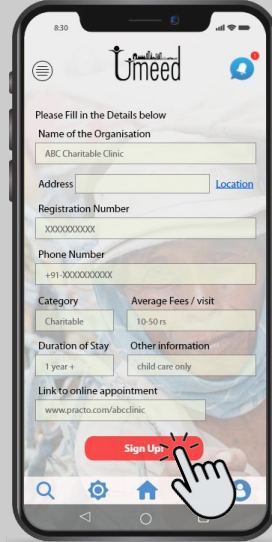 8:30
Umeed
Please Fill in the Details below
Name of the Organisation
ABC Charitable Clinic
Address Location
Registration Number
XXXXXXXXXX
Phone Number
+91-XXXXXXXXXX
Category Average Fees / visit
Charitable 10-50 rs
Duration of Stay Other information
1 year + child care only
Link to online appointment
www.practo.com/abcclinic
Sign Up!